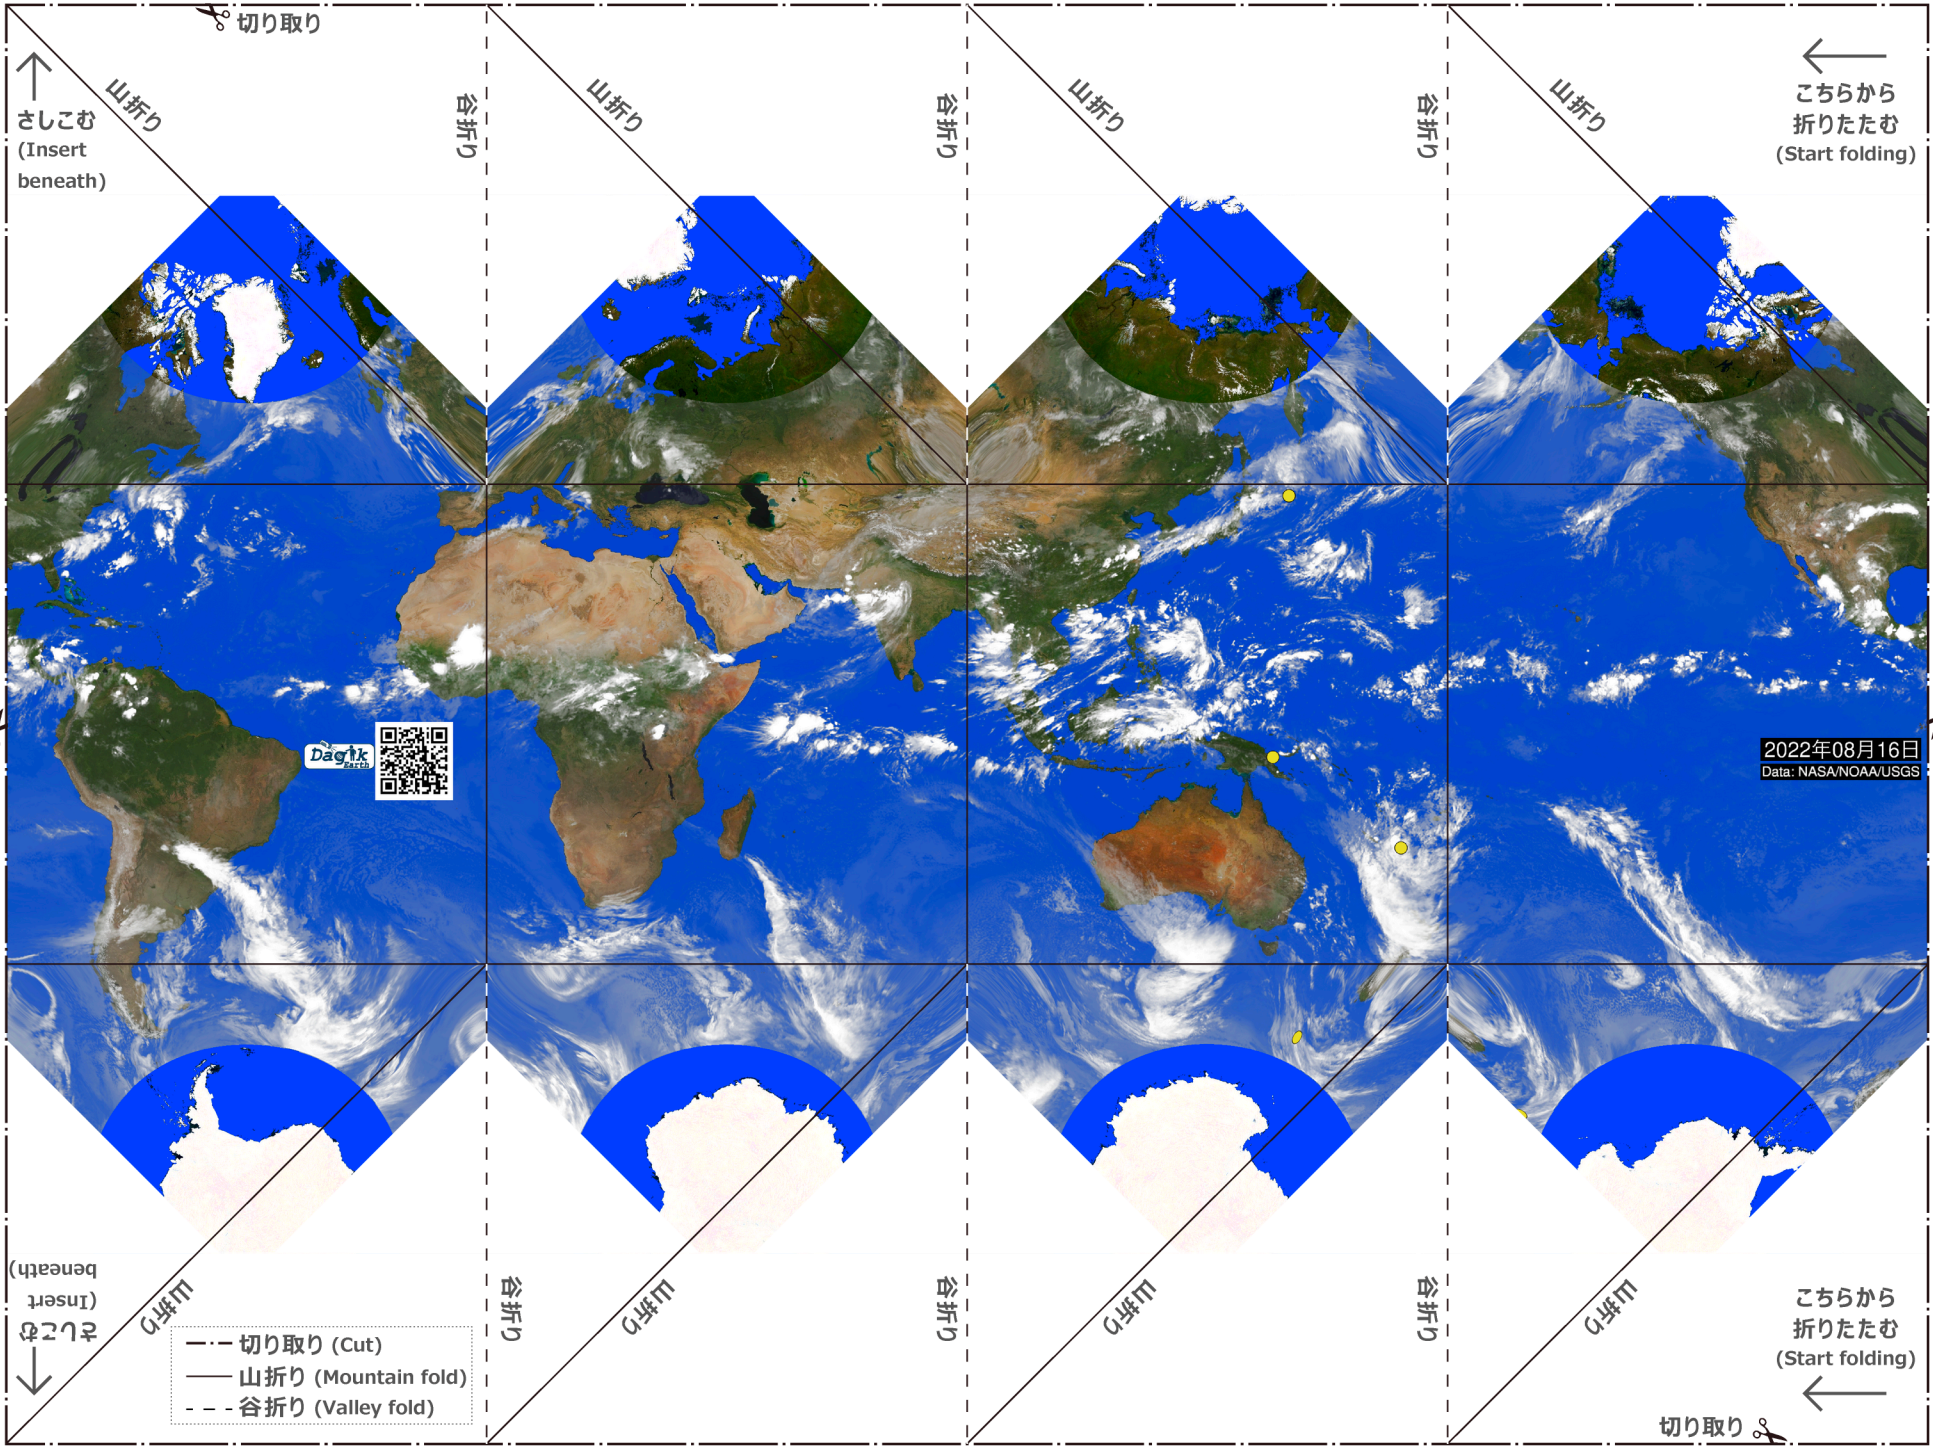 切り取り
山折り
谷折り
山折り
谷折り
山折り
谷折り
山折り
さしこむ
(Insert
beneath)
こちらから
折りたたむ
(Start folding)
Dagik
Earth
2022年08月16日
Data: NASA/NOAA/USGS
さしこむ
(Insert
beneath)
山折り
谷折り
山折り
谷折り
山折り
谷折り
山折り
こちらから
折りたたむ
(Start folding)
切り取り (Cut)
山折り (Mountain fold)
谷折り (Valley fold)
切り取り